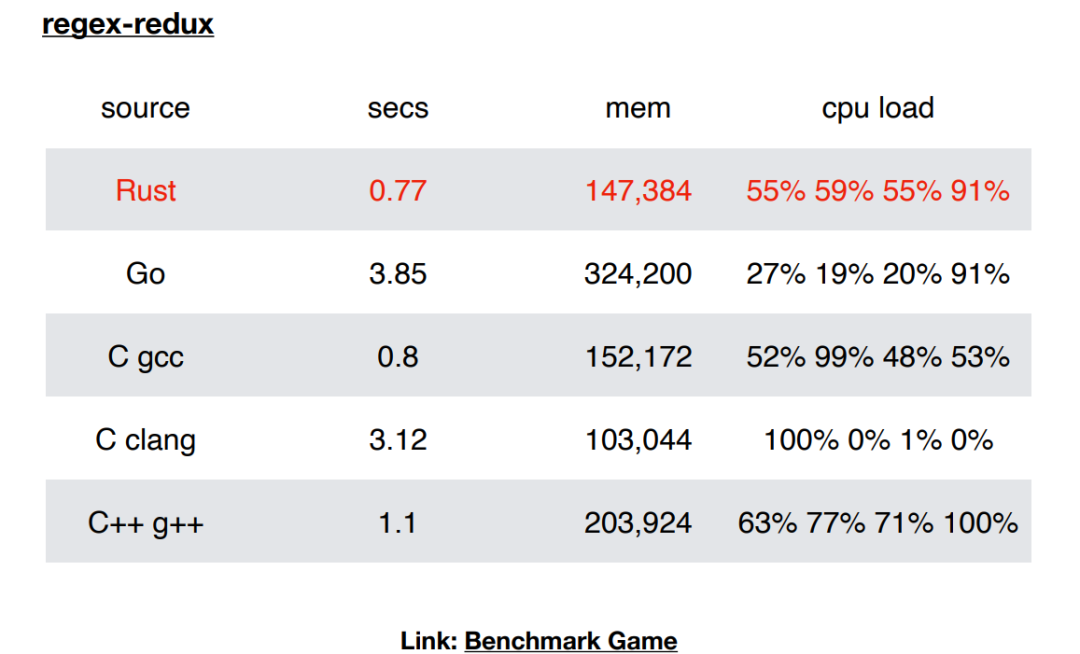 regex-redux
source secs mem cpu load
Rust 0.77 147,384 55% 59% 55% 91%
Go 3.85 324,200 27% 19% 20% 91%
C gcc 0.8 152,172 52% 99% 48% 53%
C clang 3.12 103,044 100% 0% 1% 0%
C++ g++ 1.1 203,924 63% 77% 71% 100%
Link: Benchmark Game